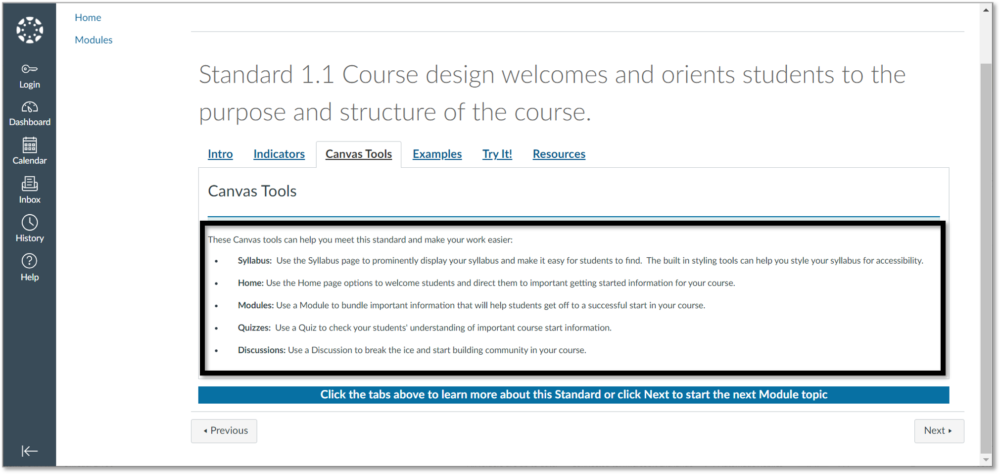 Home
Modules
Login
Dashboard
Calendar
Inbox
History
Help
Standard 1.1 Course design welcomes and orients students to the
purpose and structure of the course.
Intro Indicators Canvas Tools Examples Try It! Resources
Canvas Tools
These Canvas tools can help you meet this standard and make your work easier:
• Syllabus:  Use the Syllabus page to prominently display your syllabus and make it easy for students to find.  The built in styling tools can help you style your syllabus for accessibility.
• Home: Use the Home page options to welcome students and direct them to important getting started information for your course.
• Modules: Use a Module to bundle important information that will help students get off to a successful start in your course.
• Quizzes:  Use a Quiz to check your students' understanding of important course start information.
• Discussions: Use a Discussion to break the ice and start building community in your course.
Click the tabs above to learn more about this Standard or click Next to start the next Module topic
◂ Previous
Next ▸